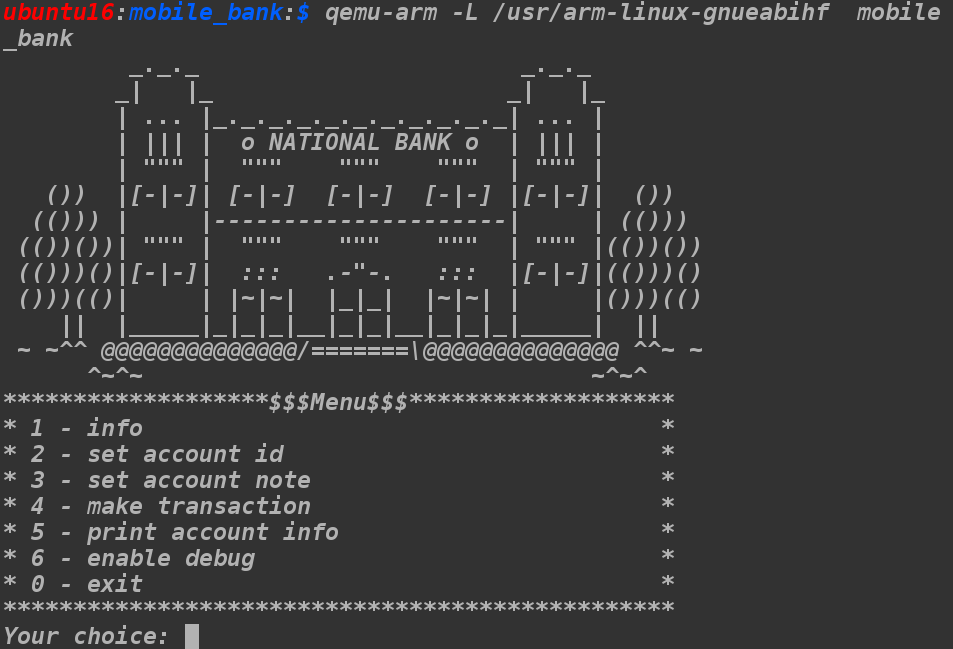 ubuntu16:mobile_bank:$ qemu-arm -L /usr/arm-linux-gnueabihf  mobile
_bank
         _._._                       _._._
        _|   |_                     _|   |_
        | ... |_._._._._._._._._._._| ... |
        | ||| |  o NATIONAL BANK o  | ||| |
        | """ |  """    """    """  | """ |
   ())  |[-|-]| [-|-]  [-|-]  [-|-] |[-|-]|  ())
  (())) |     |---------------------|     | (()))
 (())())| """ |  """    """    """  | """ |(())())
 (()))()|[-|-]|  :::   .-"-.   :::  |[-|-]|(()))()
 ()))(()|     | |~|~|  |_|_|  |~|~| |     |()))(()
    ||  |_____|_|_|_|__|_|_|__|_|_|_|_____|  ||
 ~ ~^^ @@@@@@@@@@@@@@/=======\@@@@@@@@@@@@@@ ^^~ ~
      ^~^~                                ~^~^
*******************$$$Menu$$$*******************
* 1 - info                                     *
* 2 - set account id                           *
* 3 - set account note                         *
* 4 - make transaction                         *
* 5 - print account info                       *
* 6 - enable debug                             *
* 0 - exit                                     *
************************************************
Your choice: